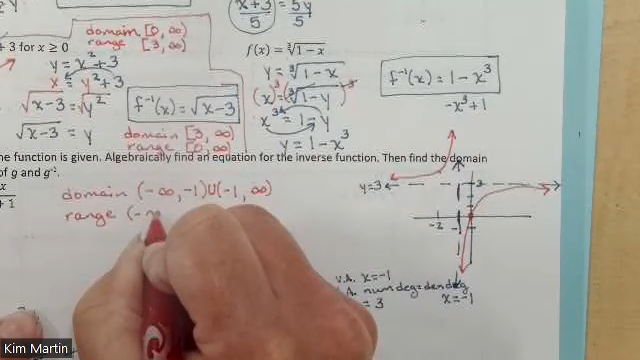 x+3/5 = 5y/5
domain [0, ∞)
range [3, ∞)
+ 3 for x ≥ 0
y = x² + 3
x = y² + 3
√x-3 = √y²
√x-3 = y
f⁻¹(x) = √x-3
domain [3, ∞)
range [0, ∞)
f(x) = ∛1 - x
y = ∛1 - x
(x)³ = (∛1 - y)³
x³ = 1 - y
y = 1 - x³
f⁻¹(x) = 1 - x³
-x³ + 1
he function is given. Algebraically find an equation for the inverse function. Then find the domain
of g and g⁻¹.
x
+ 1
domain (-∞, -1)∪(-1, ∞)
range (-∞
y=3
3
-2
V.A. x=-1
A. num deg = den deg
= 3
x=-1
Kim Martin